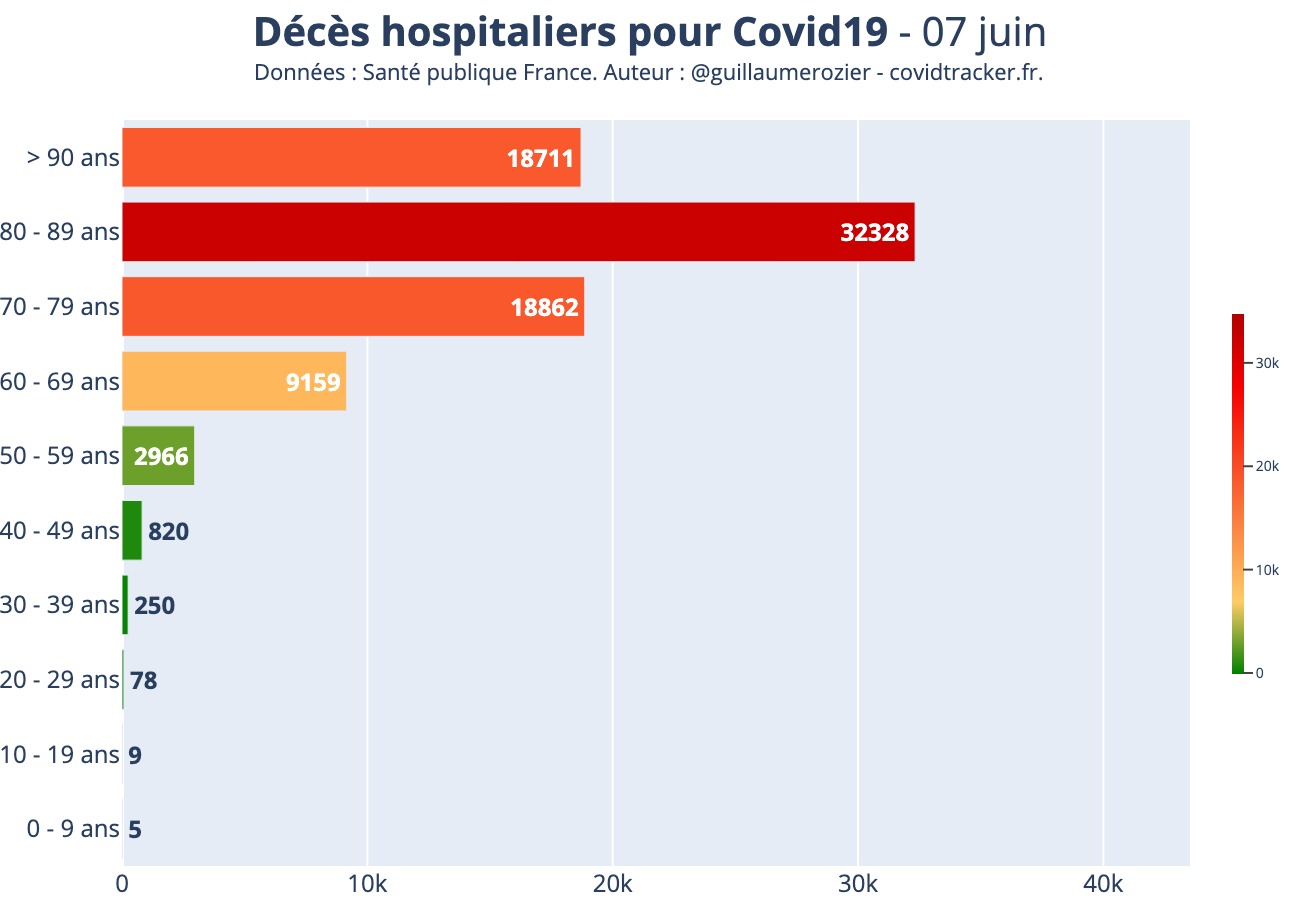 Décès hospitaliers pour Covid19 - 07 juin
Données : Santé publique France. Auteur : @guillaumerozier - covidtracker.fr.
> 90 ans 18711
80 - 89 ans 32328
70 - 79 ans 18862
60 - 69 ans 9159
50 - 59 ans 2966
40 - 49 ans 820
30 - 39 ans 250
20 - 29 ans 78
10 - 19 ans 9
0 - 9 ans 5
0 10k 20k 30k 40k
30k
20k
10k
0